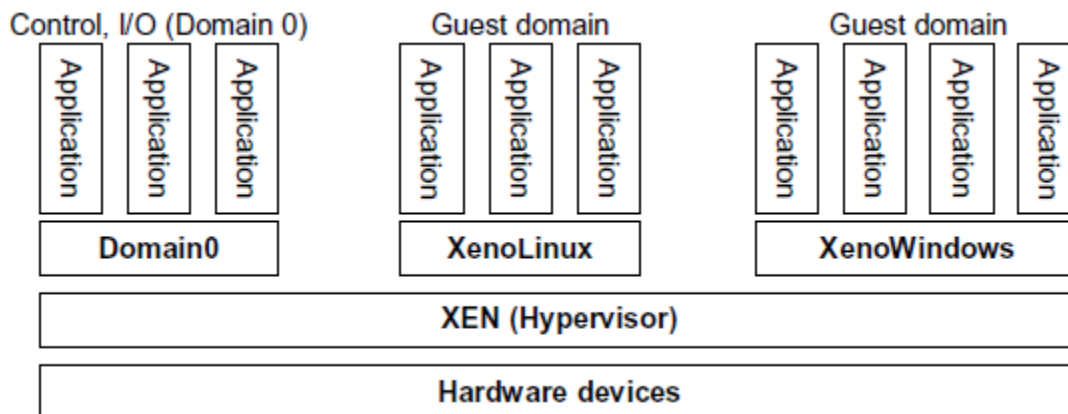 Control, I/O (Domain 0)
Guest domain
Guest domain
Application
Application
Application
Application
Application
Application
Application
Application
Application
Application
Domain0
XenoLinux
XenoWindows
XEN (Hypervisor)
Hardware devices